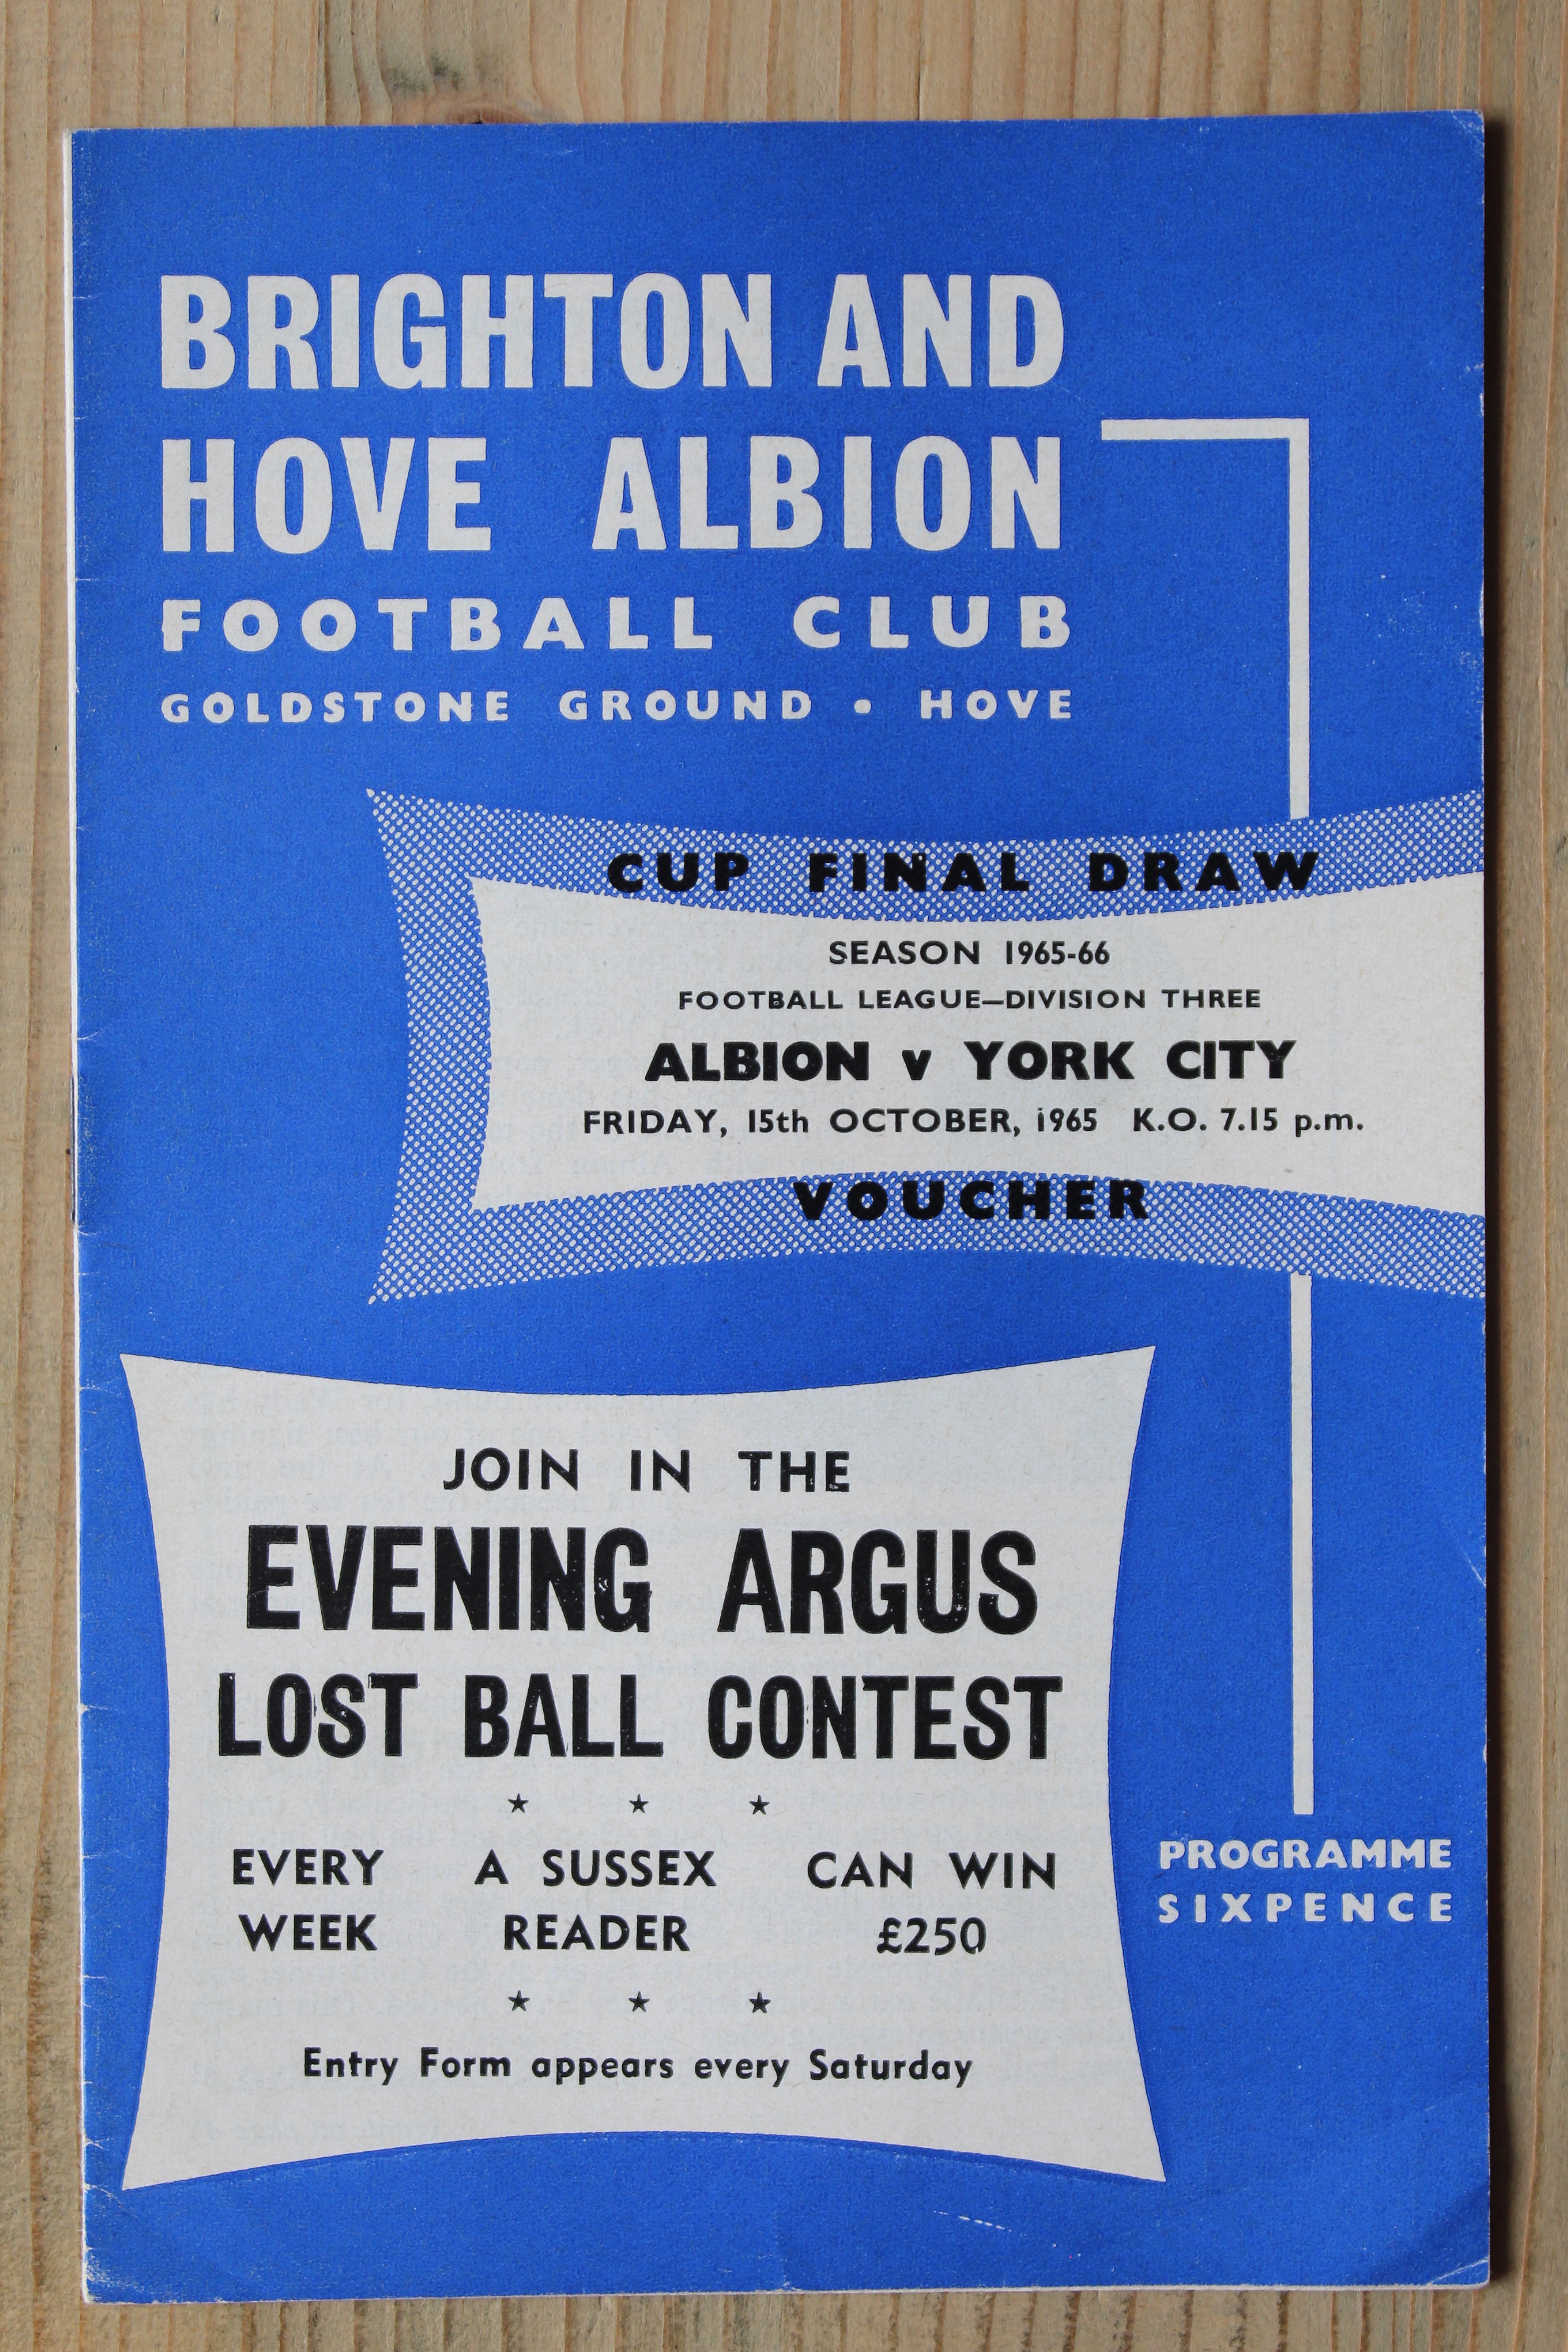 BRIGHTON AND
HOVE ALBION
FOOTBALL CLUB
GOLDSTONE GROUND • HOVE
CUP FINAL DRAW
SEASON 1965-66
FOOTBALL LEAGUE—DIVISION THREE
ALBION v YORK CITY
FRIDAY, 15th OCTOBER, 1965 K.O. 7.15 p.m.
VOUCHER
JOIN IN THE
EVENING ARGUS
LOST BALL CONTEST
★ ★ ★
EVERY A SUSSEX CAN WIN
WEEK READER £250
★ ★ ★
Entry Form appears every Saturday
PROGRAMME
SIXPENCE